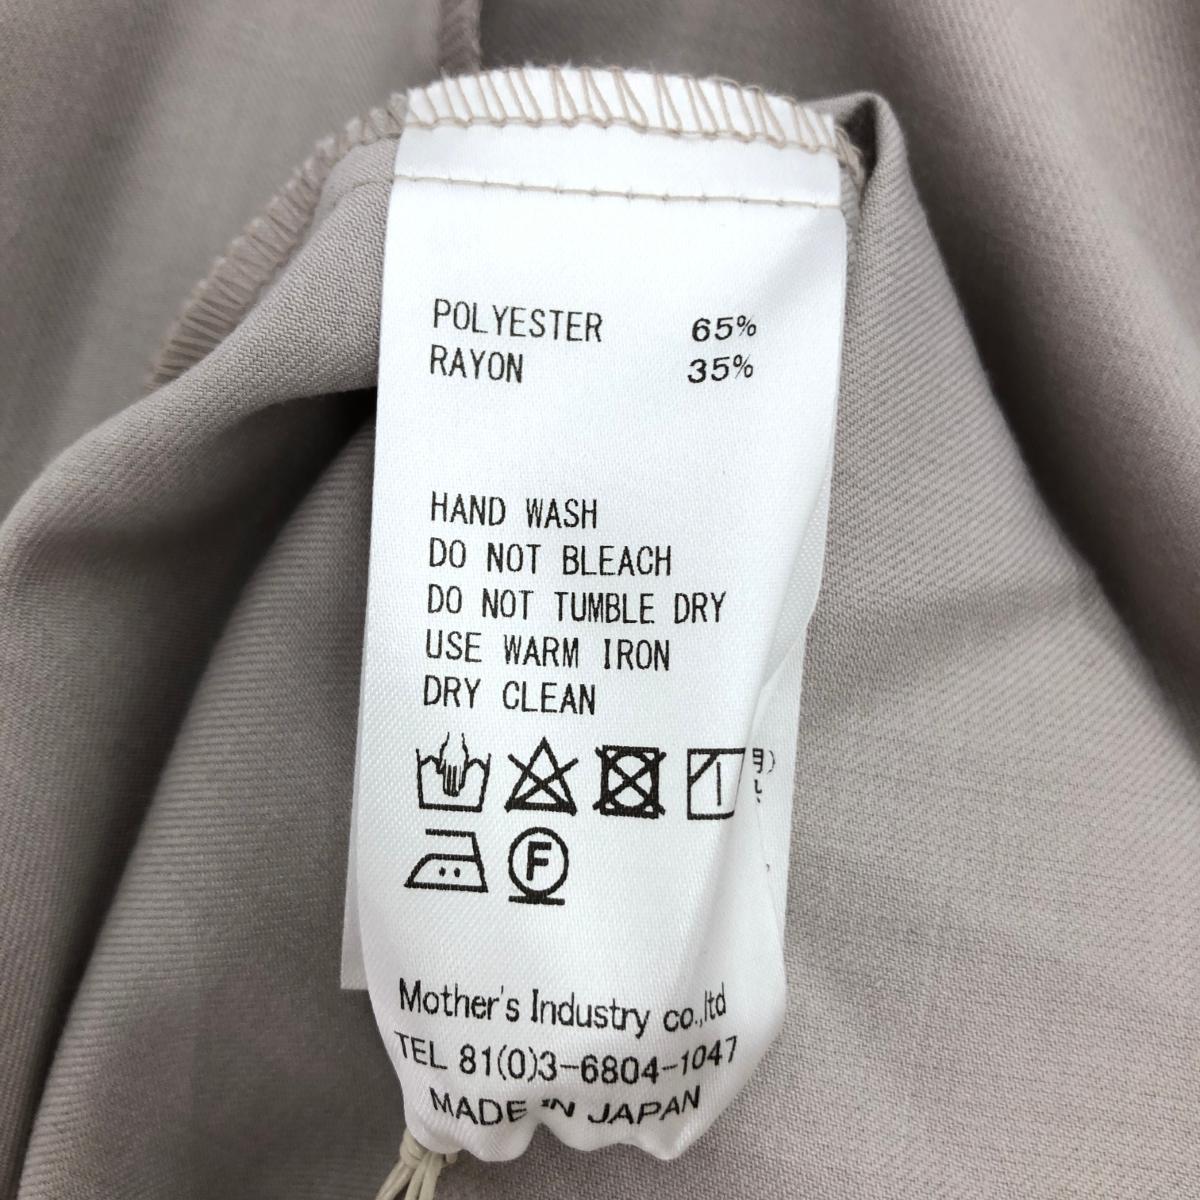 POLYESTER 65%
RAYON 35%
HAND WASH
DO NOT BLEACH
DO NOT TUMBLE DRY
USE WARM IRON
DRY CLEAN
F
Mother's Industry co.,ltd
TEL 81(0)3-6804-1047
MADE IN JAPAN